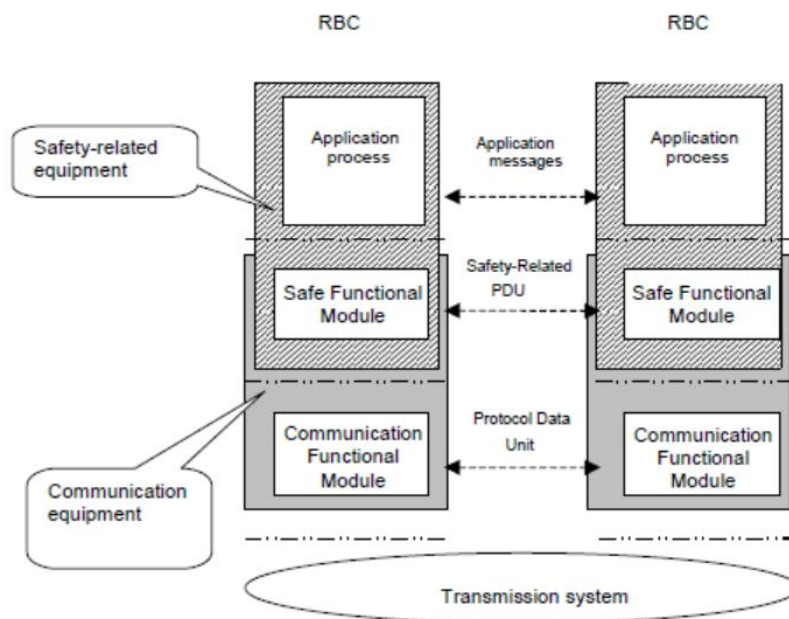 RBC
RBC
Safety-related
equipment
Application
process
Application
messages
Application
process
Safe Functional
Module
Safety-Related
PDU
Safe Functional
Module
Communication
equipment
Communication
Functional
Module
Protocol Data
Unit
Communication
Functional
Module
Transmission system